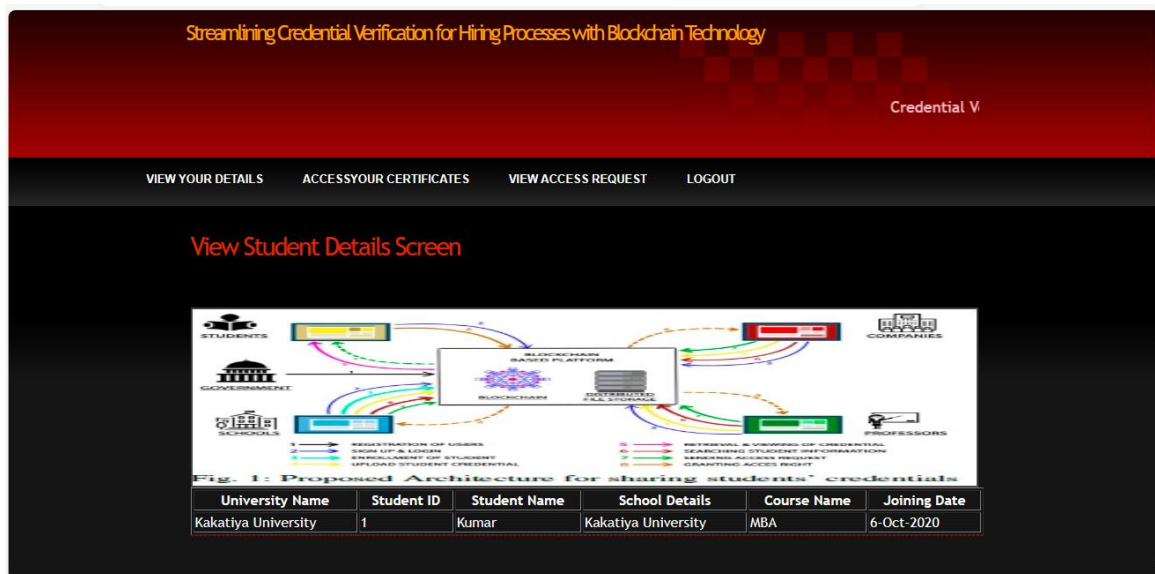 Streamlining Credential Verification for Hiring Processes with Blockchain Technology
Credential Ve
VIEW YOUR DETAILS ACCESSYOUR CERTIFICATES VIEW ACCESS REQUEST LOGOUT
View Student Details Screen
STUDENTS
COMPANIES
BLOCKCHAIN
BASED PLATFORM
GOVERNMENT
BLOCKCHAIN
DISTRIBUTED
FILE STORAGE
SCHOOLS
PROFESSORS
1 REGISTRATION OF USERS
2 SIGN UP & LOGIN
3 ENROLLMENT OF STUDENT
4 UPLOAD STUDENT CREDENTIAL
5 RETRIEVAL & VIEWING OF CREDENTIAL
6 SEARCHING STUDENT INFORMATION
7 SENDING ACCESS REQUEST
8 GRANTING ACCES RIGHT
Fig. 1: Proposed Architecture for sharing students' credentials
University Name Student ID Student Name School Details Course Name Joining Date
Kakatiya University 1 Kumar Kakatiya University MBA 6-Oct-2020